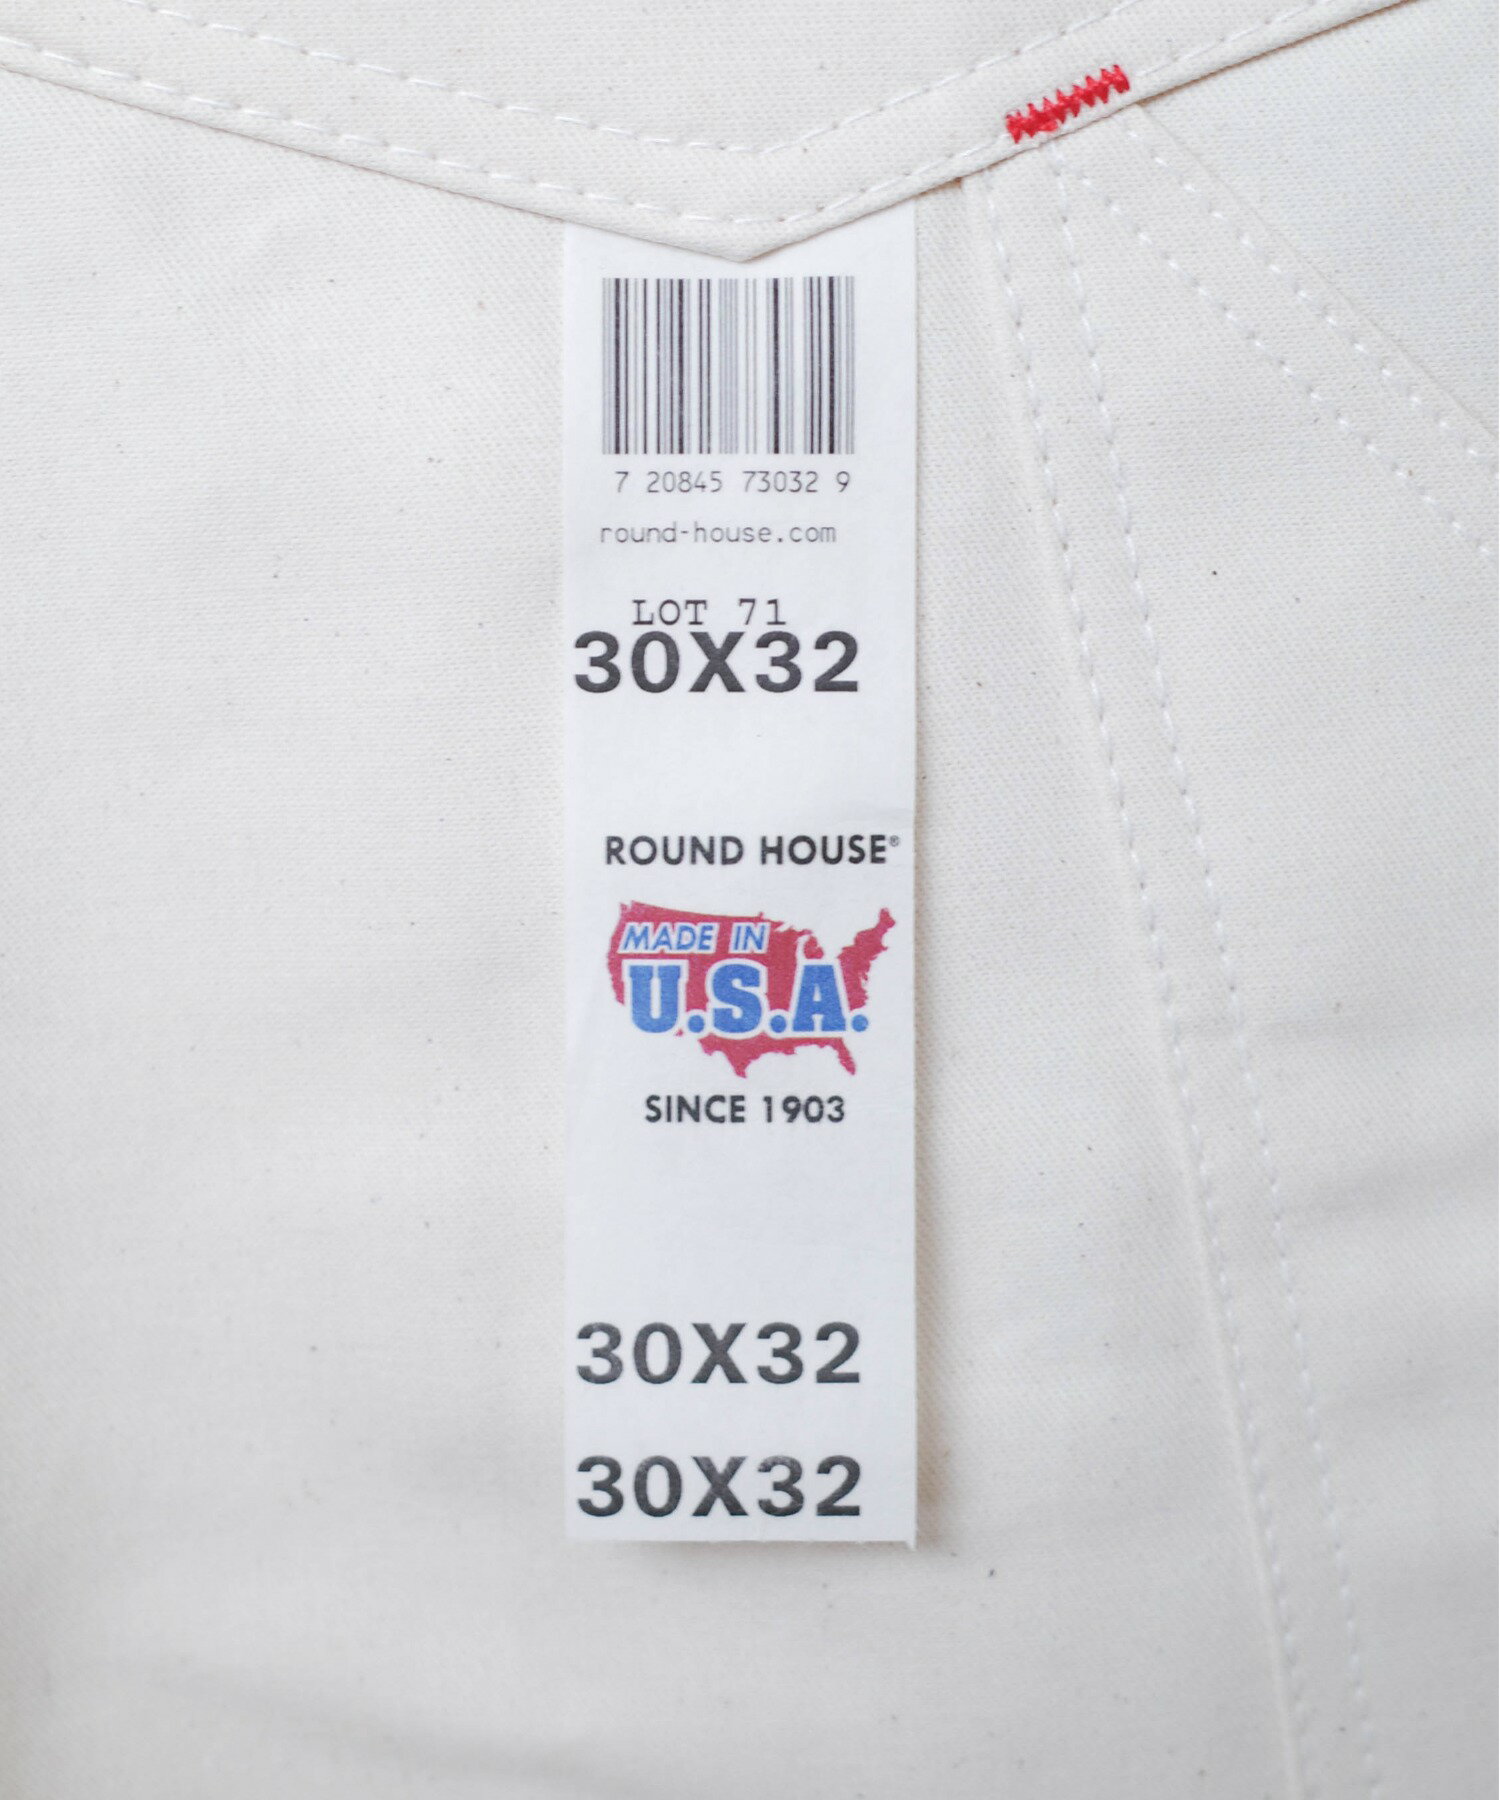 7 20845 73032 9
round-house.com
LOT 71
30X32
ROUND HOUSE®
MADE IN
U.S.A.
SINCE 1903
30X32
30X32